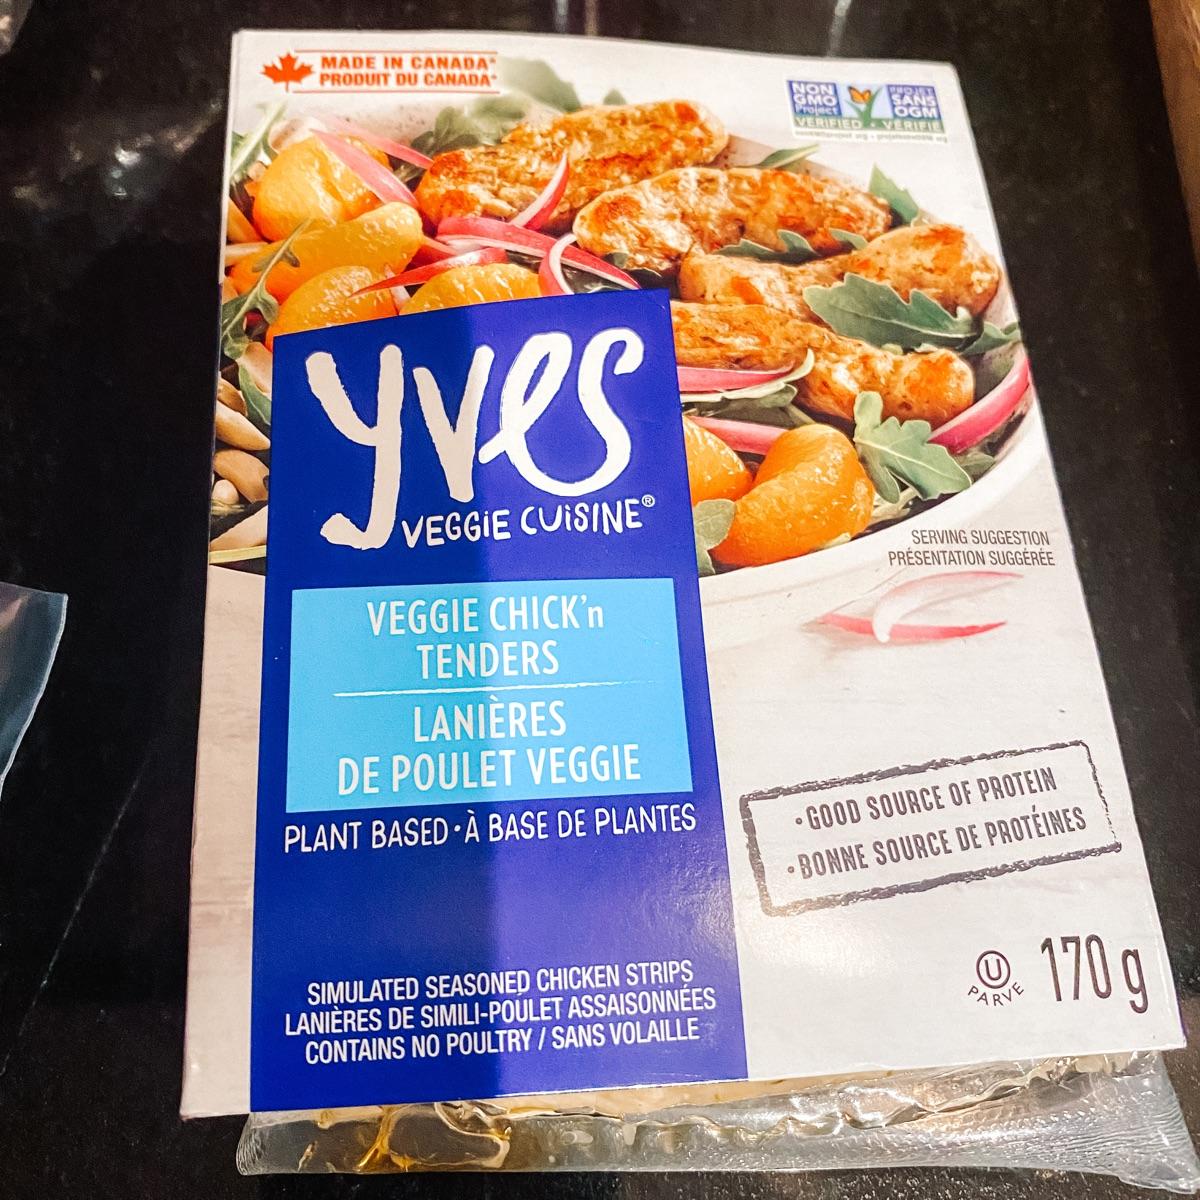 MADE IN CANADA*
PRODUIT DU CANADA*
NON
GMO
Project
VERIFIED
PROJET
SANS
OGM
VÉRIFIÉ
yves
VEGGIE CUISINE®
SERVING SUGGESTION
PRÉSENTATION SUGGÉRÉE
VEGGIE CHICK'n
TENDERS
LANIÈRES
DE POULET VEGGIE
PLANT BASED · À BASE DE PLANTES
• GOOD SOURCE OF PROTEIN
• BONNE SOURCE DE PROTÉINES
SIMULATED SEASONED CHICKEN STRIPS
LANIÈRES DE SIMILI-POULET ASSAISONNÉES
CONTAINS NO POULTRY / SANS VOLAILLE
U
PARVE
170 g